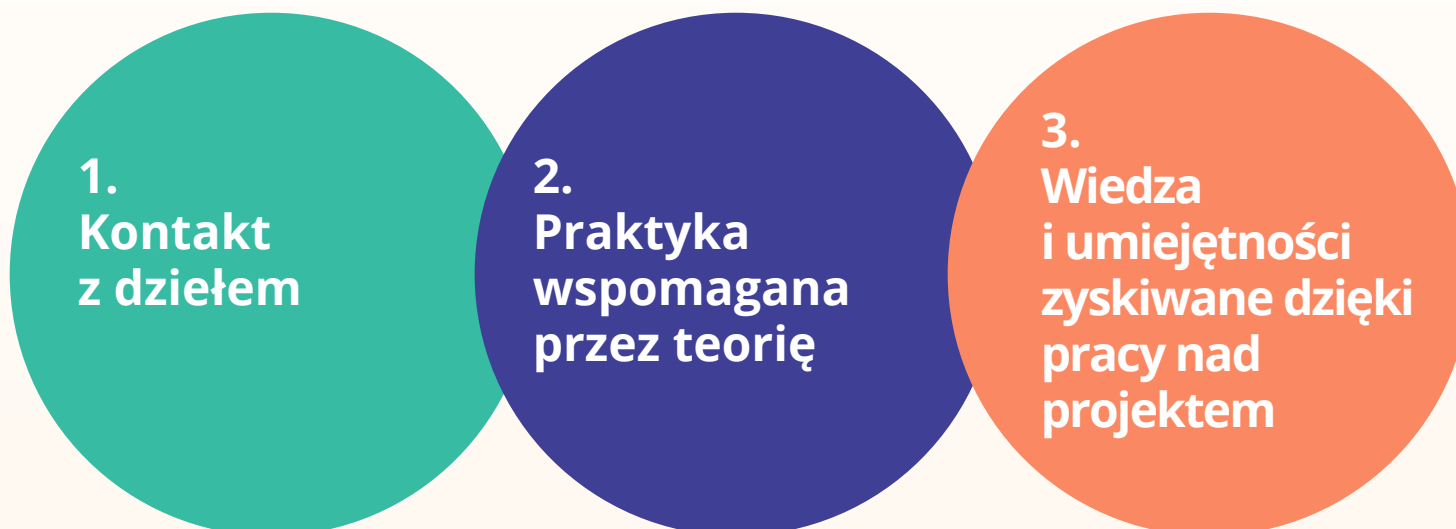 1.
Kontakt
z dziełem
2.
Praktyka
wspomagana
przez teorię
3.
Wiedza
i umiejętności
zyskiwane dzięki
pracy nad
projektem